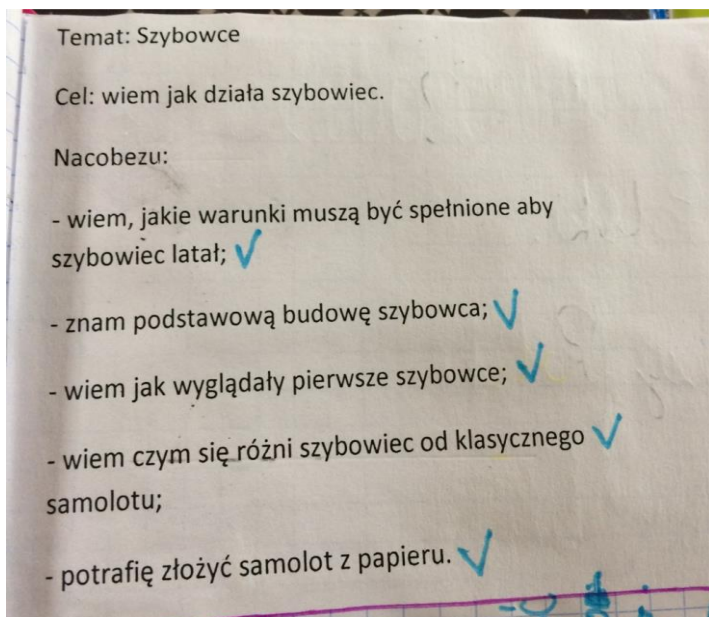 Temat: Szybowce
Cel: wiem jak działa szybowiec.
Nacobezu:
- wiem, jakie warunki muszą być spełnione aby
szybowiec latał;
- znam podstawową budowę szybowca;
- wiem jak wyglądały pierwsze szybowce;
- wiem czym się różni szybowiec od klasycznego
samolotu;
- potrafię złożyć samolot z papieru.